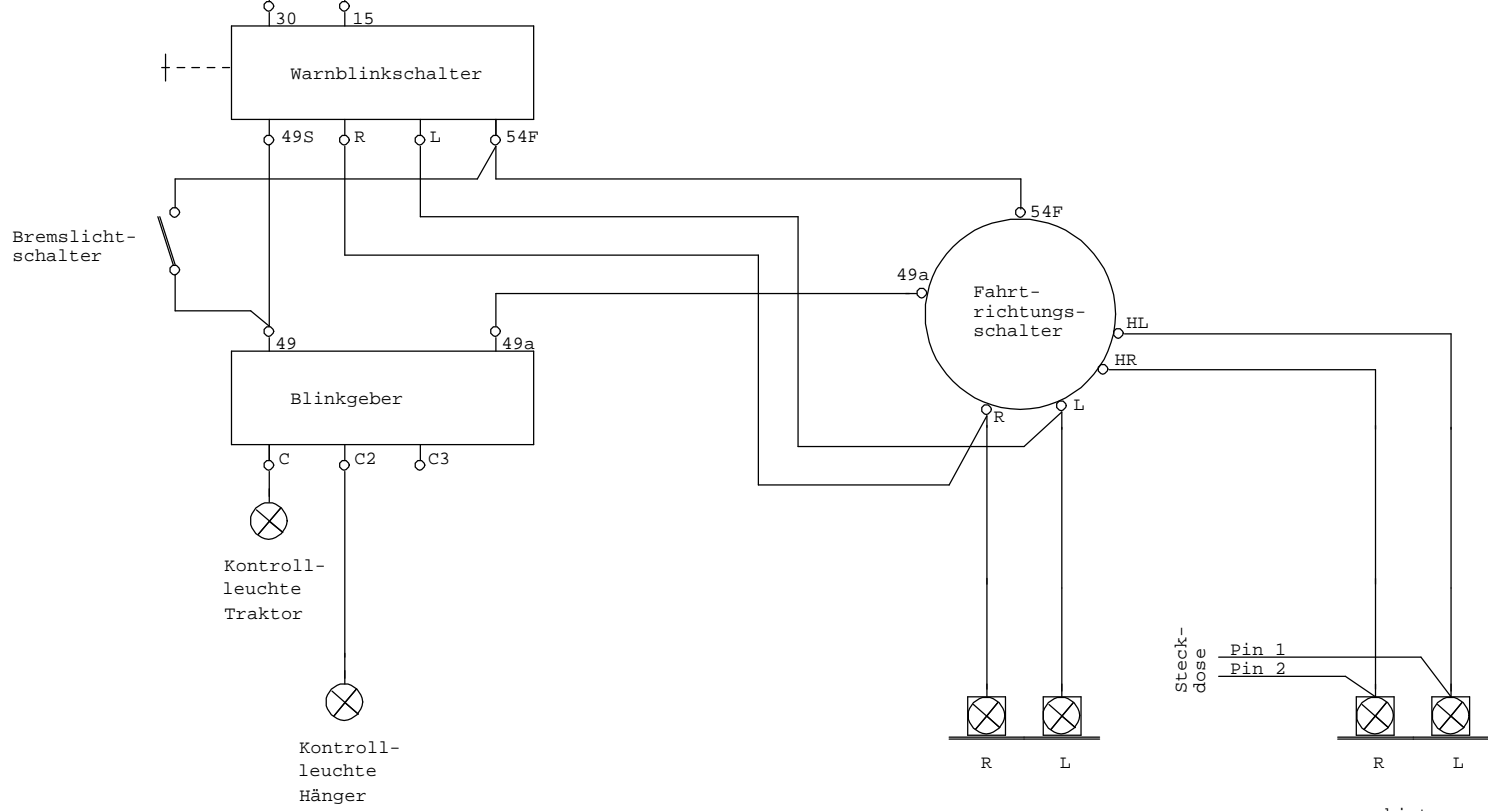 30
15
Warnblinkschalter
49S
R
L
54F
Bremslicht-
schalter
54F
49a
Fahrt-
richtungs-
schalter
HL
HR
R
L
49
49a
Blinkgeber
C
C2
C3
Kontroll-
leuchte
Traktor
Steck-
dose
Pin 1
Pin 2
Kontroll-
leuchte
Hänger
R
L
R
L